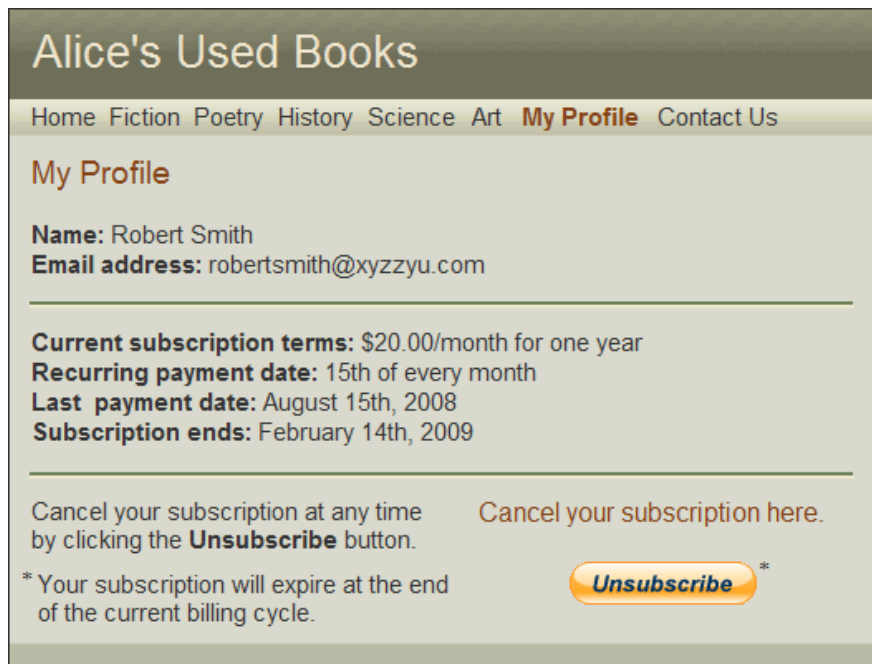 Alice's Used Books
Home Fiction Poetry History Science Art My Profile Contact Us
My Profile
Name: Robert Smith
Email address: robertsmith@xyzzyu.com
Current subscription terms: $20.00/month for one year
Recurring payment date: 15th of every month
Last payment date: August 15th, 2008
Subscription ends: February 14th, 2009
Cancel your subscription at any time
by clicking the Unsubscribe button.
* Your subscription will expire at the end
of the current billing cycle.
Cancel your subscription here.
Unsubscribe *